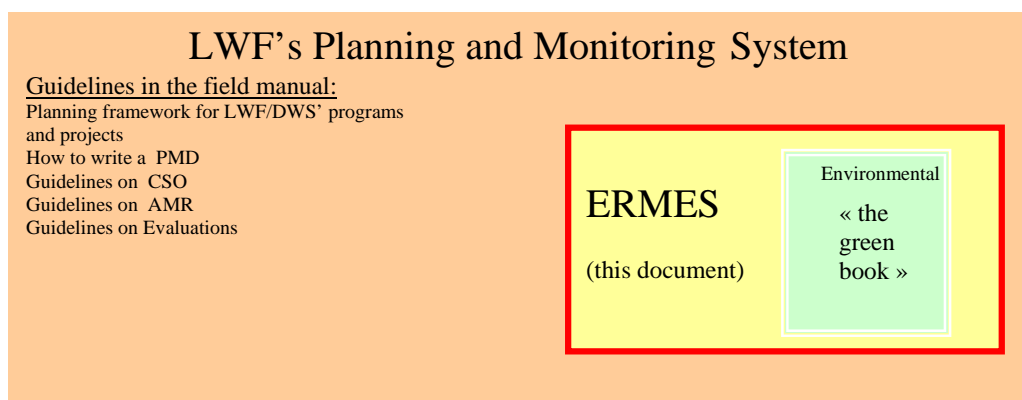 LWF's Planning and Monitoring System
Guidelines in the field manual:
Planning framework for LWF/DWS' programs
and projects
How to write a PMD
Guidelines on CSO
Guidelines on AMR
Guidelines on Evaluations
ERMES
(this document)
Environmental
« the
green
book »